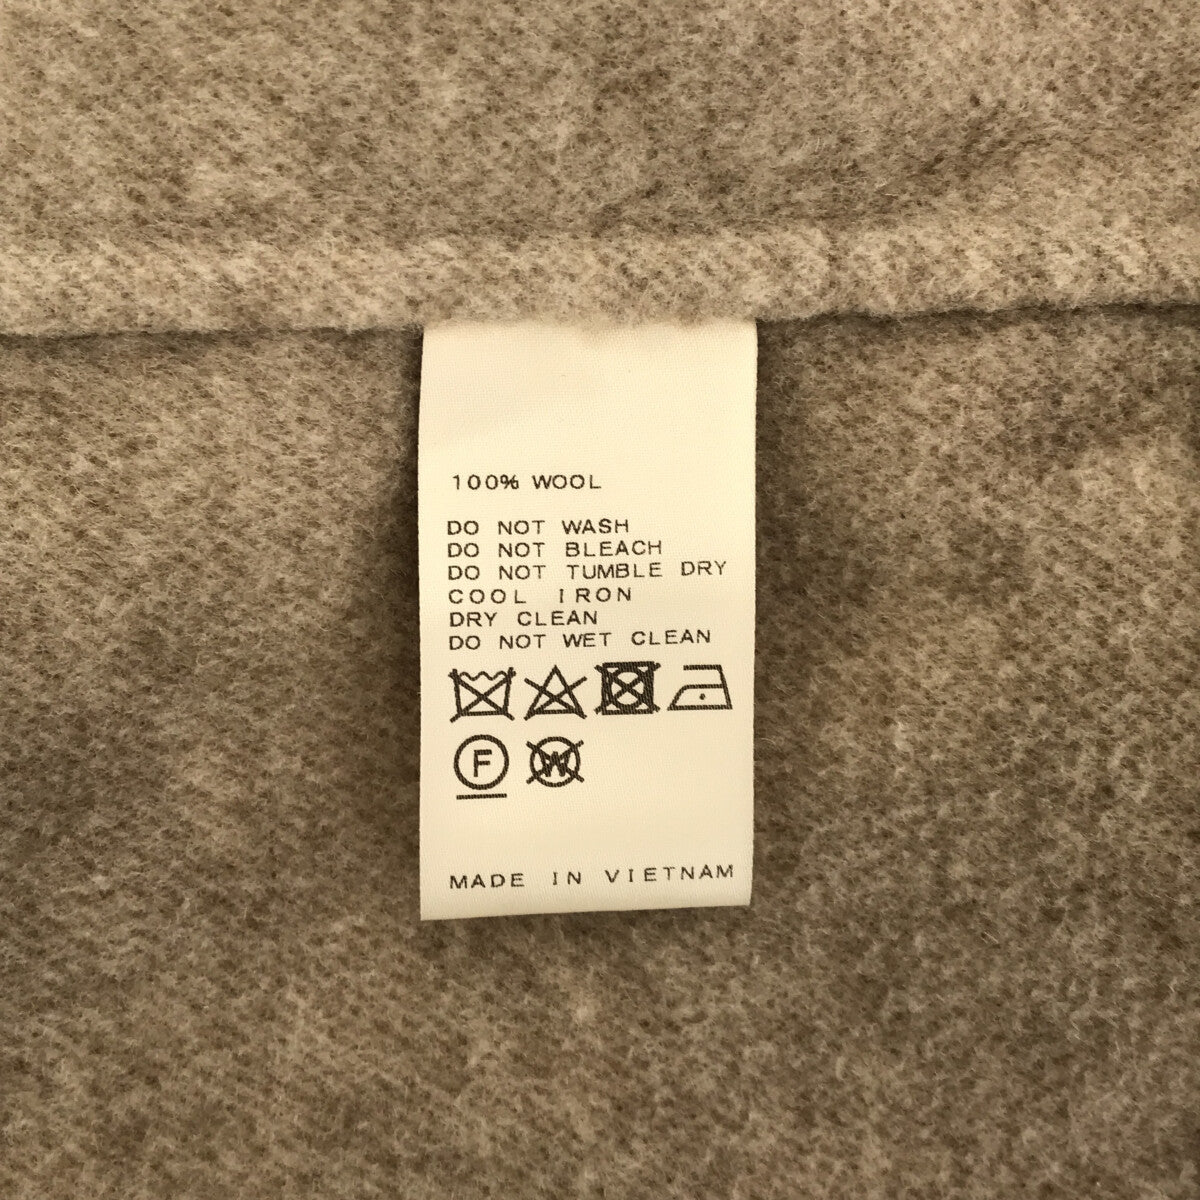 100% WOOL
DO NOT WASH
DO NOT BLEACH
DO NOT TUMBLE DRY
COOL IRON
DRY CLEAN
DO NOT WET CLEAN
F W
MADE IN VIETNAM